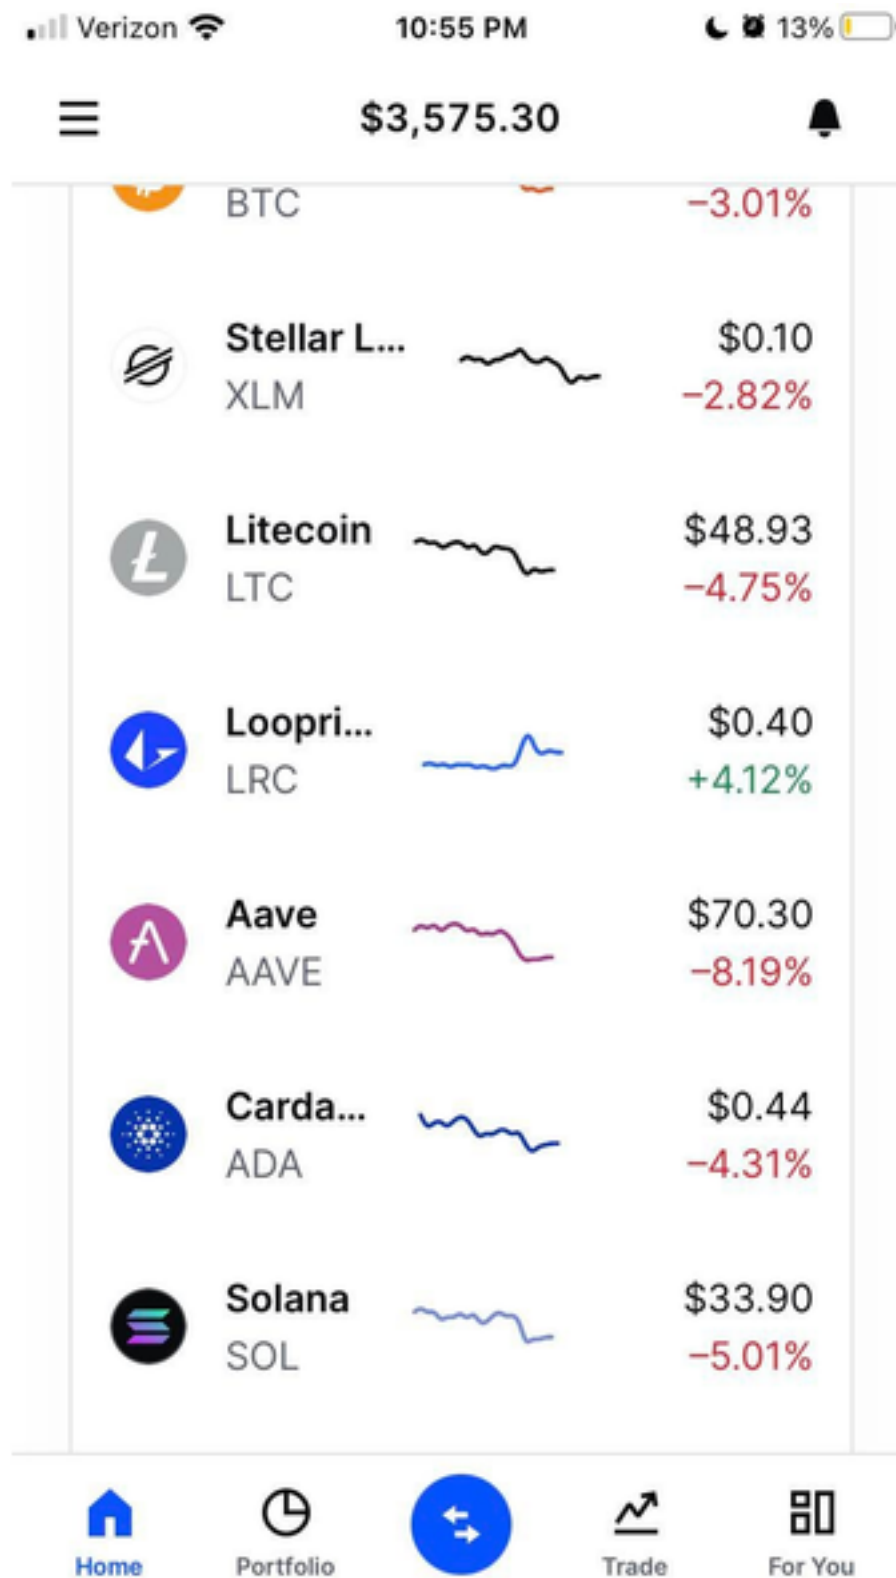 Verizon 10:55 PM 13%
$3,575.30
BTC –3.01%
Stellar L... $0.10
XLM –2.82%
Litecoin $48.93
LTC –4.75%
Loopri... $0.40
LRC +4.12%
Aave $70.30
AAVE –8.19%
Carda... $0.44
ADA –4.31%
Solana $33.90
SOL –5.01%
Home Portfolio Trade For You